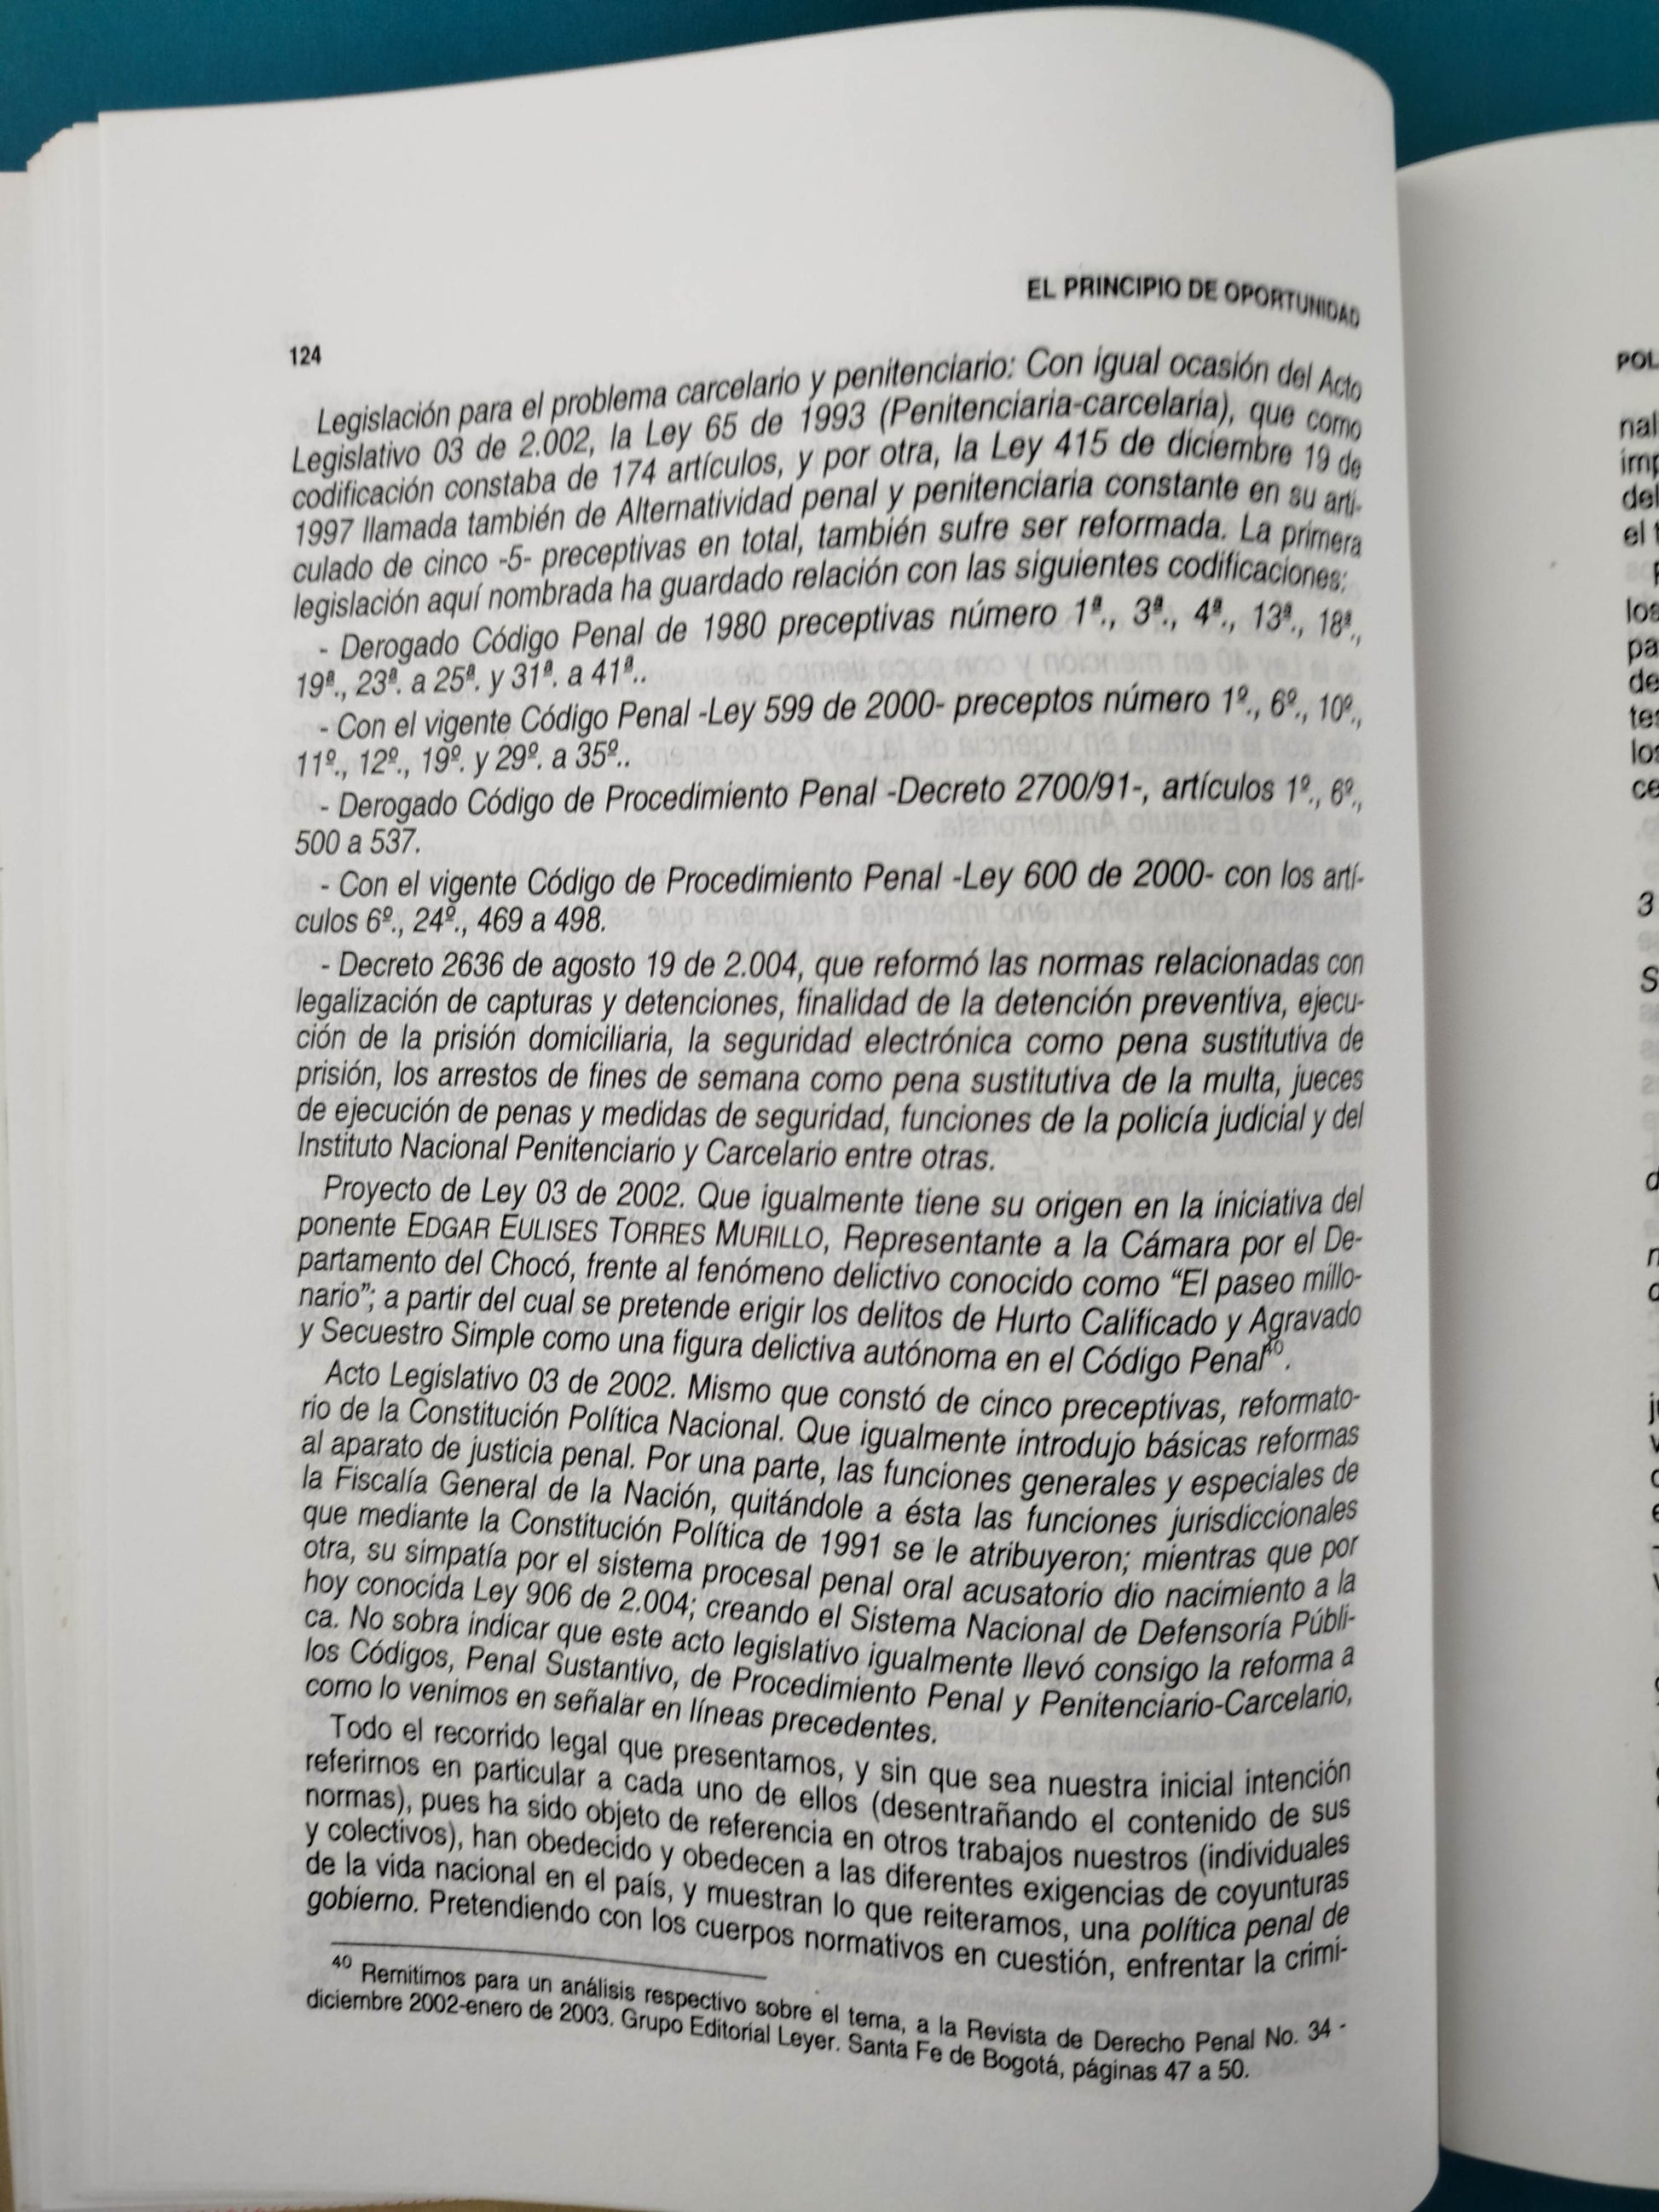 EL PRINCIPIO DE OPORTUNIDAD
124
Legislación para el problema carcelario y penitenciario: Con igual ocasión del Acto
Legislativo 03 de 2.002, la Ley 65 de 1993 (Penitenciaria-carcelaria), que como
codificación constaba de 174 artículos, y por otra, la Ley 415 de diciembre 19 de
1997 llamada también de Alternatividad penal y penitenciaria constante en su artí-
culado de cinco -5- preceptivas en total, también sufre ser reformada. La primera
legislación aquí nombrada ha guardado relación con las siguientes codificaciones:
- Derogado Código Penal de 1980 preceptivas número 1ª., 3ª., 4ª., 13ª., 18ª.,
19ª., 23ª. a 25ª. y 31ª. a 41ª..
- Con el vigente Código Penal -Ley 599 de 2000- preceptos número 1º., 6º., 10º.,
11º., 12º., 19º. y 29º. a 35º..
- Derogado Código de Procedimiento Penal -Decreto 2700/91-, artículos 1º., 6º.,
500 a 537.
- Con el vigente Código de Procedimiento Penal -Ley 600 de 2000- con los artí-
culos 6º., 24º., 469 a 498.
- Decreto 2636 de agosto 19 de 2.004, que reformó las normas relacionadas con
legalización de capturas y detenciones, finalidad de la detención preventiva, ejecu-
ción de la prisión domiciliaria, la seguridad electrónica como pena sustitutiva de
prisión, los arrestos de fines de semana como pena sustitutiva de la multa, jueces
de ejecución de penas y medidas de seguridad, funciones de la policía judicial y del
Instituto Nacional Penitenciario y Carcelario entre otras.
Proyecto de Ley 03 de 2002. Que igualmente tiene su origen en la iniciativa del
ponente EDGAR EULISES TORRES MURILLO, Representante a la Cámara por el De-
partamento del Chocó, frente al fenómeno delictivo conocido como “El paseo millo-
nario”; a partir del cual se pretende erigir los delitos de Hurto Calificado y Agravado
y Secuestro Simple como una figura delictiva autónoma en el Código Penal⁴⁰.
Acto Legislativo 03 de 2002. Mismo que constó de cinco preceptivas, reformato-
rio de la Constitución Política Nacional. Que igualmente introdujo básicas reformas
al aparato de justicia penal. Por una parte, las funciones generales y especiales de
la Fiscalía General de la Nación, quitándole a ésta las funciones jurisdiccionales
que mediante la Constitución Política de 1991 se le atribuyeron; mientras que por
otra, su simpatía por el sistema procesal penal oral acusatorio dio nacimiento a la
hoy conocida Ley 906 de 2.004; creando el Sistema Nacional de Defensoría Públi-
ca. No sobra indicar que este acto legislativo igualmente llevó consigo la reforma a
los Códigos, Penal Sustantivo, de Procedimiento Penal y Penitenciario-Carcelario,
como lo venimos en señalar en líneas precedentes.
Todo el recorrido legal que presentamos, y sin que sea nuestra inicial intención
referirnos en particular a cada uno de ellos (desentrañando el contenido de sus
normas), pues ha sido objeto de referencia en otros trabajos nuestros (individuales
y colectivos), han obedecido y obedecen a las diferentes exigencias de coyunturas
de la vida nacional en el país, y muestran lo que reiteramos, una política penal de
gobierno. Pretendiendo con los cuerpos normativos en cuestión, enfrentar la crimi-
⁴⁰ Remitimos para un análisis respectivo sobre el tema, a la Revista de Derecho Penal No. 34 -
diciembre 2002-enero de 2003. Grupo Editorial Leyer. Santa Fe de Bogotá, páginas 47 a 50.